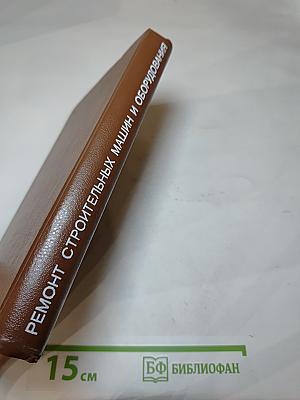 РЕМОНТ СТРОИТЕЛЬНЫХ МАШИН И ОБОРУДОВАНИЯ
15 см
БФ БИБЛИОФАН